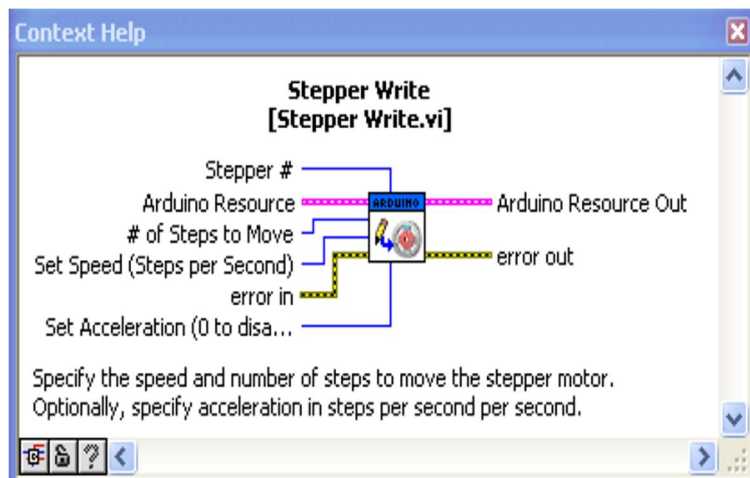 Context Help
Stepper Write
[Stepper Write.vi]
Stepper #
Arduino Resource
# of Steps to Move
Set Speed (Steps per Second)
error in
Set Acceleration (0 to disa...
ARDUINO
Arduino Resource Out
error out
Specify the speed and number of steps to move the stepper motor.
Optionally, specify acceleration in steps per second per second.
?